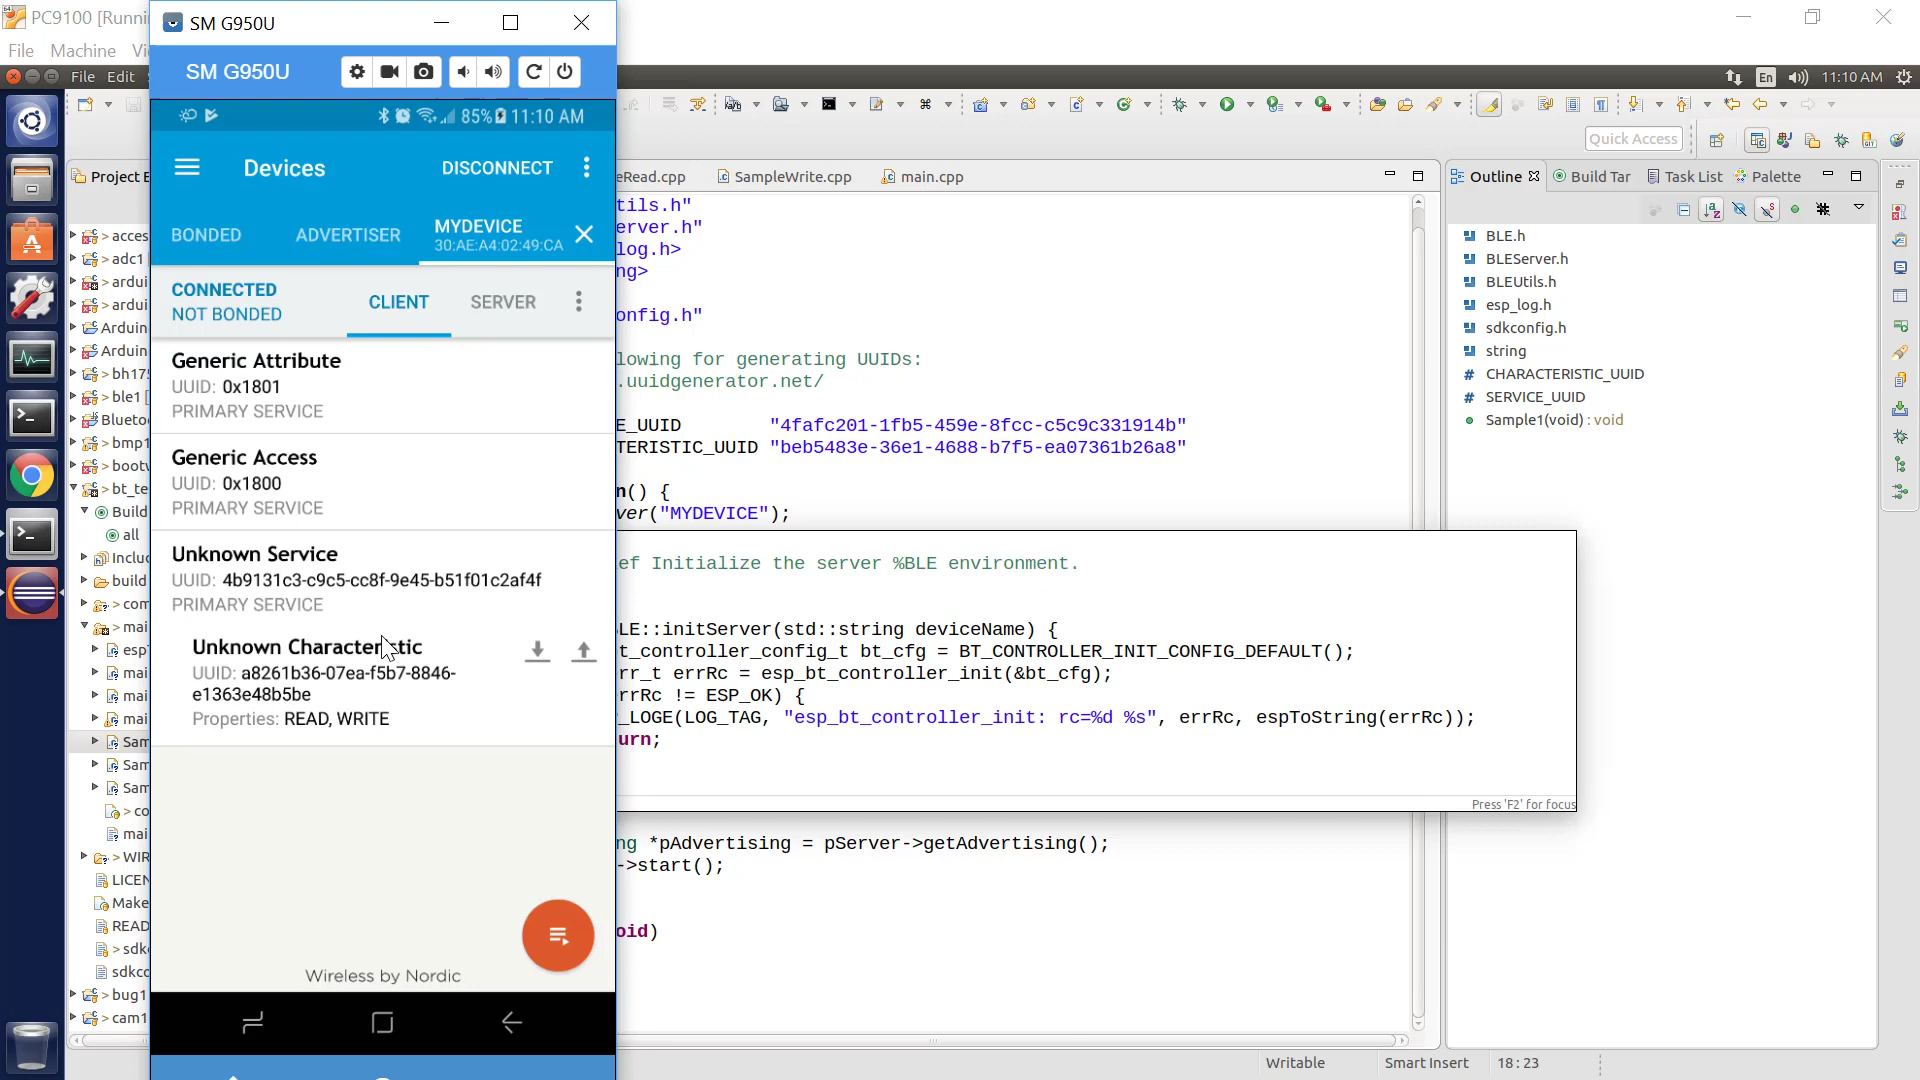 PC9100 [Runni
File Machine Vi
SM G950U
SM G950U
File Edit
En 11:10 AM
85% 11:10 AM
Quick Access
Devices
DISCONNECT
BONDED
ADVERTISER
MYDEVICE
30:AE:A4:02:49:CA
CONNECTED
NOT BONDED
CLIENT
SERVER
Generic Attribute
UUID: 0x1801
PRIMARY SERVICE
Generic Access
UUID: 0x1800
PRIMARY SERVICE
Unknown Service
UUID: 4b9131c3-c9c5-cc8f-9e45-b51f01c2af4f
PRIMARY SERVICE
Unknown Characteristic
UUID: a8261b36-07ea-f5b7-8846-
e1363e48b5be
Properties: READ, WRITE
Wireless by Nordic
Project E
> acces
> adc1
> ardui
> ardui
Arduin
Arduin
> bh175
> ble1 [
Blueto
> bmp1
> bootw
> bt_te
Build
all
Includ
build
> com
> mai
esp
mai
mai
mai
Sam
Sam
Sam
> co
mai
> WIR
LICEN
Make
READ
> sdk
sdkco
> bug1
> cam1
eRead.cpp
SampleWrite.cpp
main.cpp
tils.h"
erver.h"
log.h>
ng>
onfig.h"
lowing for generating UUIDs:
.uuidgenerator.net/
E_UUID "4fafc201-1fb5-459e-8fcc-c5c9c331914b"
TERISTIC_UUID "beb5483e-36e1-4688-b7f5-ea07361b26a8"
n() {
ver("MYDEVICE");
ef Initialize the server %BLE environment.
LE::initServer(std::string deviceName) {
t_controller_config_t bt_cfg = BT_CONTROLLER_INIT_CONFIG_DEFAULT();
rr_t errRc = esp_bt_controller_init(&bt_cfg);
rrRc != ESP_OK) {
_LOGE(LOG_TAG, "esp_bt_controller_init: rc=%d %s", errRc, espToString(errRc));
urn;
Press 'F2' for focus
ng *pAdvertising = pServer->getAdvertising();
->start();
oid)
Outline
Build Tar
Task List
Palette
BLE.h
BLEServer.h
BLEUtils.h
esp_log.h
sdkconfig.h
string
CHARACTERISTIC_UUID
SERVICE_UUID
Sample1(void) : void
Writable
Smart Insert
18 : 23